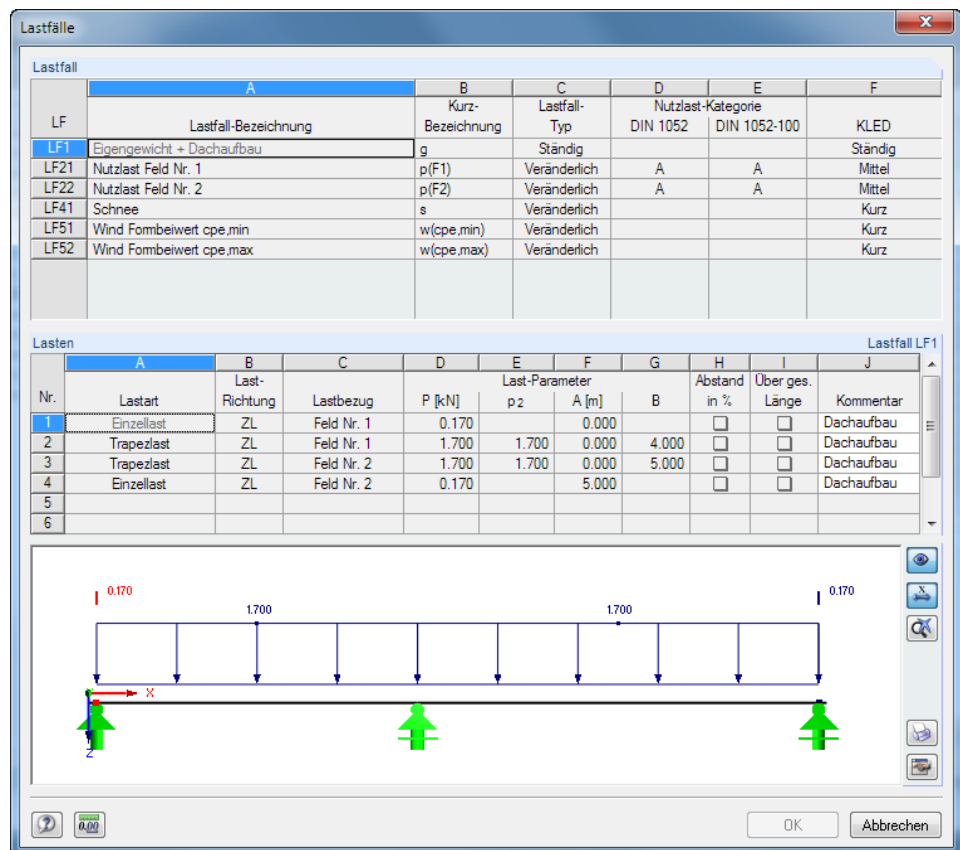 Lastfälle
Lastfall
A B C D E F
Kurz- Lastfall- Nutzlast-Kategorie
LF Lastfall-Bezeichnung Bezeichnung Typ DIN 1052 DIN 1052-100 KLED
LF1 Eigengewicht + Dachaufbau g Ständig Ständig
LF21 Nutzlast Feld Nr. 1 p(F1) Veränderlich A A Mittel
LF22 Nutzlast Feld Nr. 2 p(F2) Veränderlich A A Mittel
LF41 Schnee s Veränderlich Kurz
LF51 Wind Formbeiwert cpe,min w(cpe,min) Veränderlich Kurz
LF52 Wind Formbeiwert cpe,max w(cpe,max) Veränderlich Kurz
Lasten Lastfall LF1
A B C D E F G H I J
Last- Last-Parameter Abstand Über ges.
Nr. Lastart Richtung Lastbezug P [kN] p 2 A [m] B in % Länge Kommentar
1 Einzellast ZL Feld Nr. 1 0.170 0.000 Dachaufbau
2 Trapezlast ZL Feld Nr. 1 1.700 1.700 0.000 4.000 Dachaufbau
3 Trapezlast ZL Feld Nr. 2 1.700 1.700 0.000 5.000 Dachaufbau
4 Einzellast ZL Feld Nr. 2 0.170 5.000 Dachaufbau
5
6
0.170 0.170
1.700 1.700
X
Z
0.00 OK Abbrechen